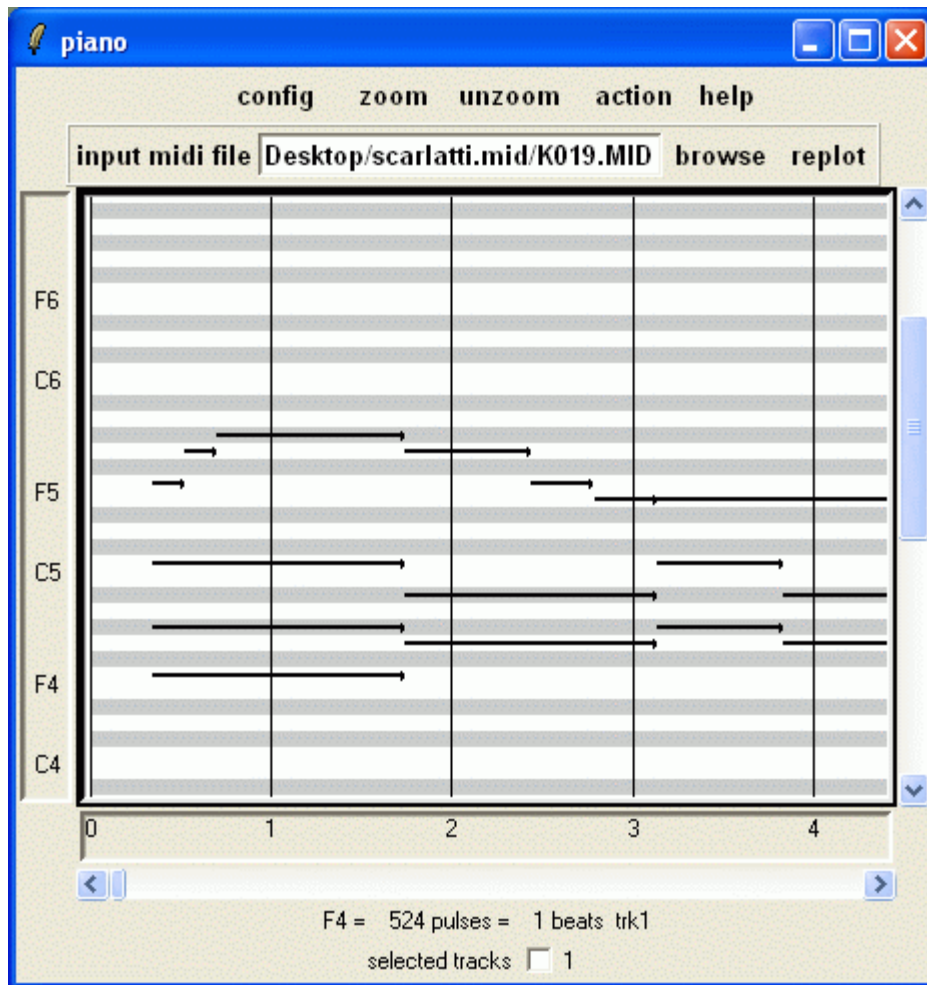 piano
config zoom unzoom action help
input midi file Desktop/scarlatti.mid/K019.MID browse replot
F6
C6
F5
C5
F4
C4
0 1 2 3 4
F4 = 524 pulses = 1 beats trk1
selected tracks 1